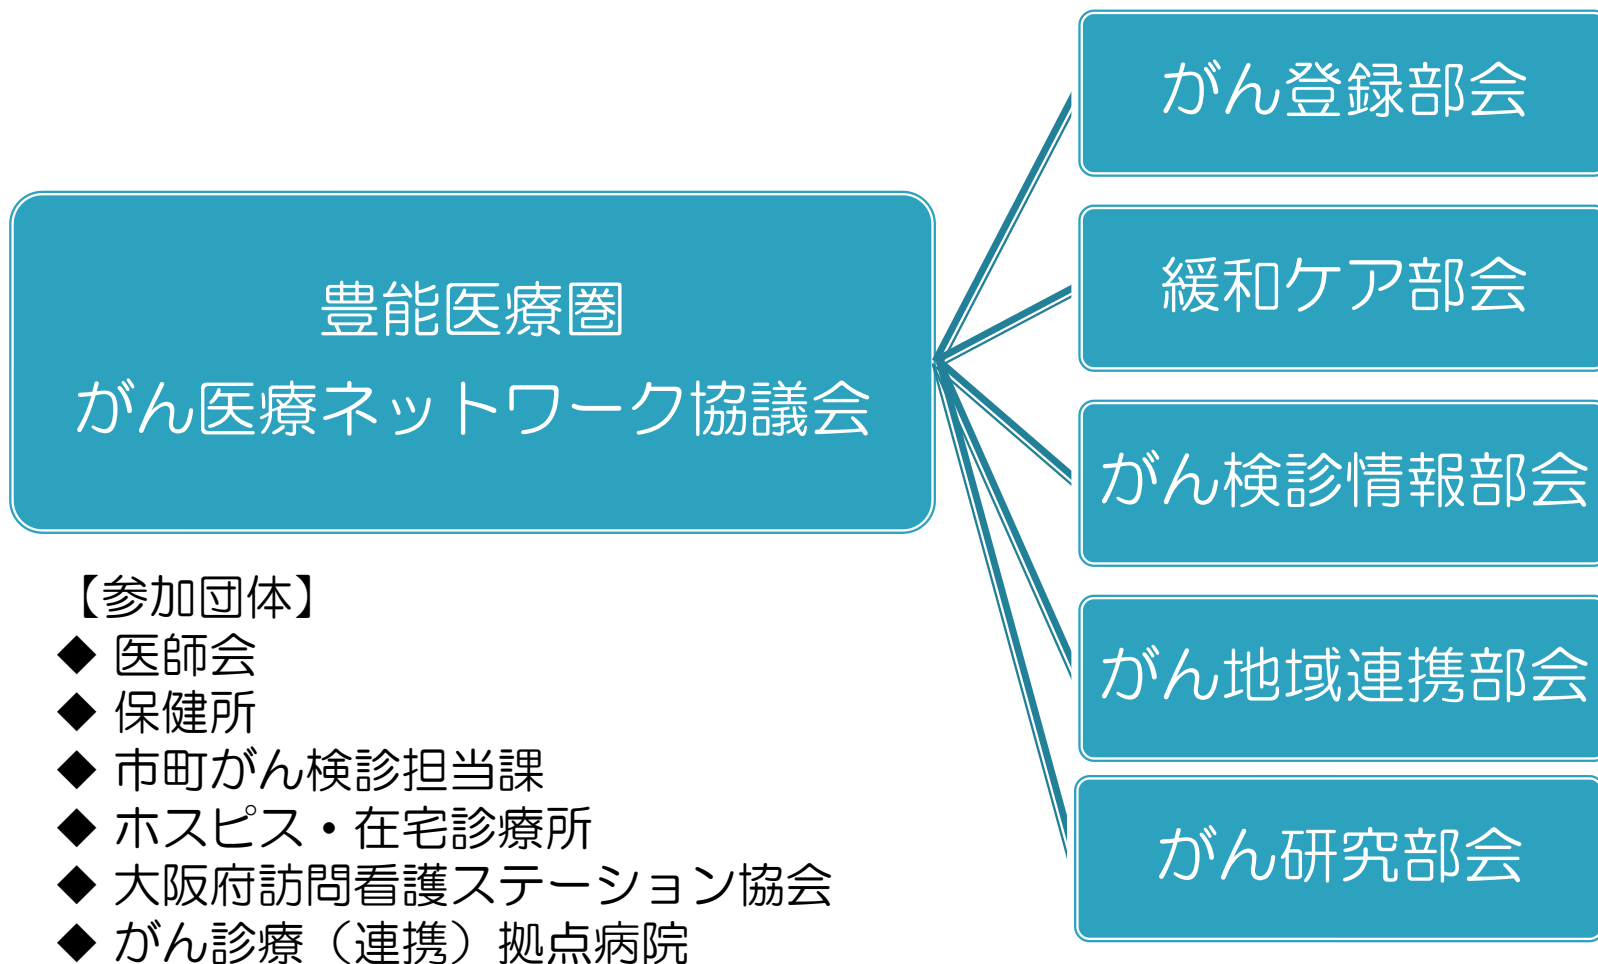 豊能医療圏
がん医療ネットワーク協議会
【参加団体】
◆ 医師会
◆ 保健所
◆ 市町がん検診担当課
◆ ホスピス・在宅診療所
◆ 大阪府訪問看護ステーション協会
◆ がん診療（連携）拠点病院
がん登録部会
緩和ケア部会
がん検診情報部会
がん地域連携部会
がん研究部会